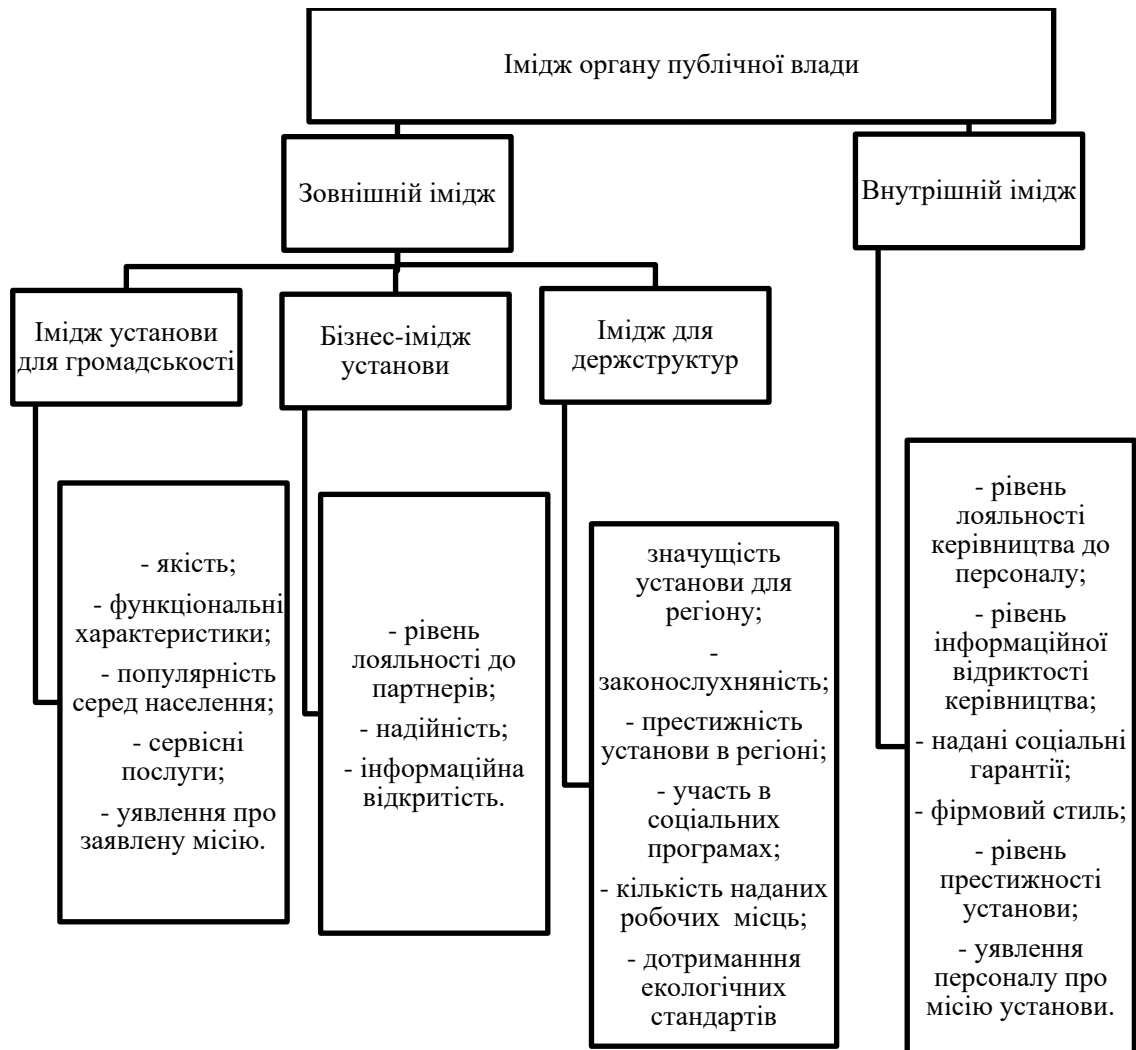 Імідж органу публічної влади
Зовнішній імідж
Внутрішній імідж
Імідж установи
для громадськості
Бізнес-імідж
установи
Імідж для
держструктур
- якість;
- функціональні
характеристики;
- популярність
серед населення;
- сервісні
послуги;
- уявлення про
заявлену місію.
- рівень
лояльності до
партнерів;
- надійність;
- інформаційна
відкритість.
значущість
установи для
регіону;
-
законослухняність;
- престижність
установи в регіоні;
- участь в
соціальних
програмах;
- кількість наданих
робочих місць;
- дотриманння
екологічних
стандартів
- рівень
лояльності
керівництва до
персоналу;
- рівень
інформаційної
відриктості
керівництва;
- надані соціальні
гарантії;
- фірмовий стиль;
- рівень
престижності
установи;
- уявлення
персоналу про
місію установи.